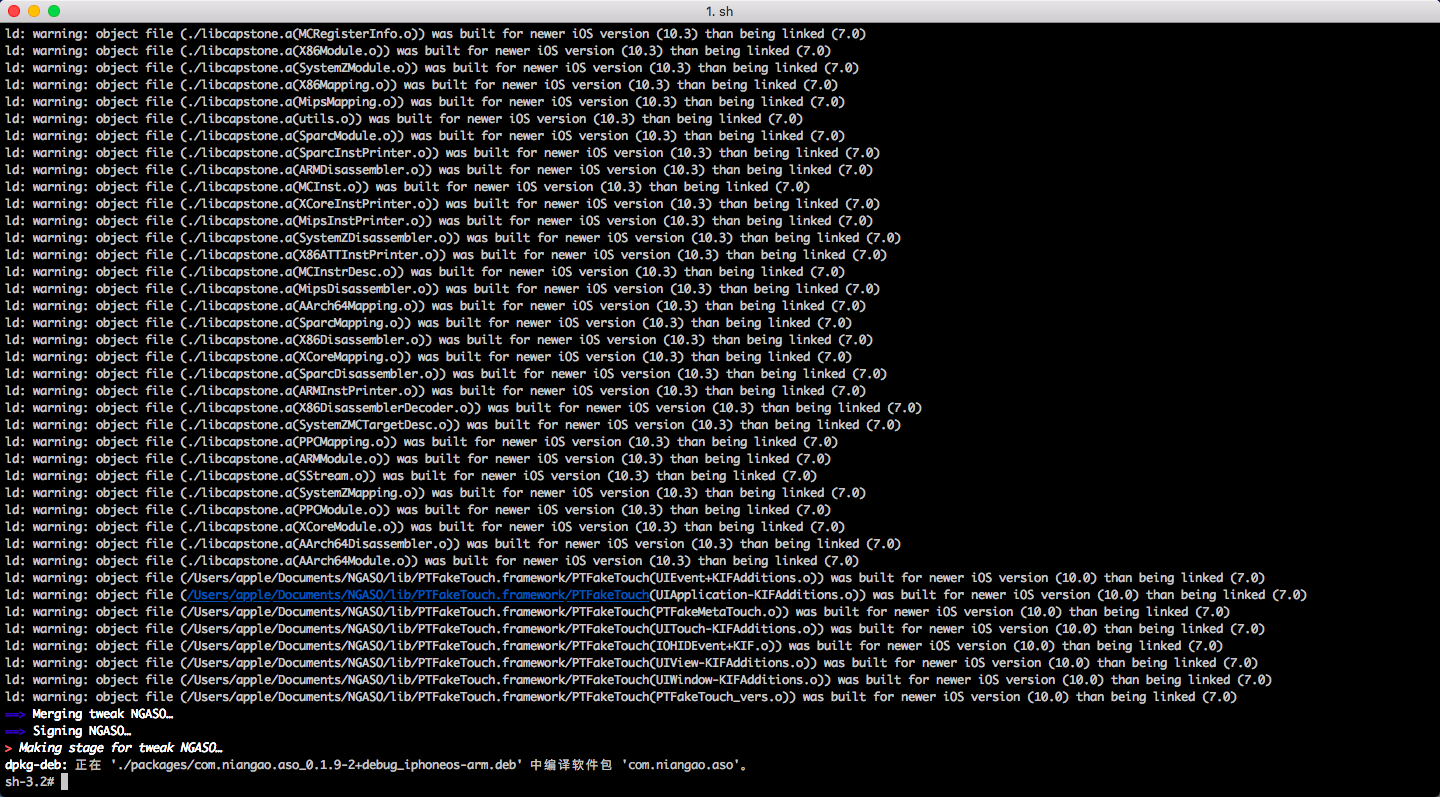 1. sh
ld: warning: object file (./libcapstone.a(MCRegisterInfo.o)) was built for newer iOS version (10.3) than being linked (7.0)
ld: warning: object file (./libcapstone.a(X86Module.o)) was built for newer iOS version (10.3) than being linked (7.0)
ld: warning: object file (./libcapstone.a(SystemZModule.o)) was built for newer iOS version (10.3) than being linked (7.0)
ld: warning: object file (./libcapstone.a(X86Mapping.o)) was built for newer iOS version (10.3) than being linked (7.0)
ld: warning: object file (./libcapstone.a(MipsMapping.o)) was built for newer iOS version (10.3) than being linked (7.0)
ld: warning: object file (./libcapstone.a(utils.o)) was built for newer iOS version (10.3) than being linked (7.0)
ld: warning: object file (./libcapstone.a(SparcModule.o)) was built for newer iOS version (10.3) than being linked (7.0)
ld: warning: object file (./libcapstone.a(SparcInstPrinter.o)) was built for newer iOS version (10.3) than being linked (7.0)
ld: warning: object file (./libcapstone.a(ARMDisassembler.o)) was built for newer iOS version (10.3) than being linked (7.0)
ld: warning: object file (./libcapstone.a(MCInst.o)) was built for newer iOS version (10.3) than being linked (7.0)
ld: warning: object file (./libcapstone.a(XCoreInstPrinter.o)) was built for newer iOS version (10.3) than being linked (7.0)
ld: warning: object file (./libcapstone.a(MipsInstPrinter.o)) was built for newer iOS version (10.3) than being linked (7.0)
ld: warning: object file (./libcapstone.a(SystemZDisassembler.o)) was built for newer iOS version (10.3) than being linked (7.0)
ld: warning: object file (./libcapstone.a(X86ATTInstPrinter.o)) was built for newer iOS version (10.3) than being linked (7.0)
ld: warning: object file (./libcapstone.a(MCInstrDesc.o)) was built for newer iOS version (10.3) than being linked (7.0)
ld: warning: object file (./libcapstone.a(MipsDisassembler.o)) was built for newer iOS version (10.3) than being linked (7.0)
ld: warning: object file (./libcapstone.a(AArch64Mapping.o)) was built for newer iOS version (10.3) than being linked (7.0)
ld: warning: object file (./libcapstone.a(SparcMapping.o)) was built for newer iOS version (10.3) than being linked (7.0)
ld: warning: object file (./libcapstone.a(X86Disassembler.o)) was built for newer iOS version (10.3) than being linked (7.0)
ld: warning: object file (./libcapstone.a(XCoreMapping.o)) was built for newer iOS version (10.3) than being linked (7.0)
ld: warning: object file (./libcapstone.a(SparcDisassembler.o)) was built for newer iOS version (10.3) than being linked (7.0)
ld: warning: object file (./libcapstone.a(ARMInstPrinter.o)) was built for newer iOS version (10.3) than being linked (7.0)
ld: warning: object file (./libcapstone.a(X86DisassemblerDecoder.o)) was built for newer iOS version (10.3) than being linked (7.0)
ld: warning: object file (./libcapstone.a(SystemZMCTargetDesc.o)) was built for newer iOS version (10.3) than being linked (7.0)
ld: warning: object file (./libcapstone.a(PPCMapping.o)) was built for newer iOS version (10.3) than being linked (7.0)
ld: warning: object file (./libcapstone.a(ARMModule.o)) was built for newer iOS version (10.3) than being linked (7.0)
ld: warning: object file (./libcapstone.a(SStream.o)) was built for newer iOS version (10.3) than being linked (7.0)
ld: warning: object file (./libcapstone.a(SystemZMapping.o)) was built for newer iOS version (10.3) than being linked (7.0)
ld: warning: object file (./libcapstone.a(PPCModule.o)) was built for newer iOS version (10.3) than being linked (7.0)
ld: warning: object file (./libcapstone.a(XCoreModule.o)) was built for newer iOS version (10.3) than being linked (7.0)
ld: warning: object file (./libcapstone.a(AArch64Disassembler.o)) was built for newer iOS version (10.3) than being linked (7.0)
ld: warning: object file (./libcapstone.a(AArch64Module.o)) was built for newer iOS version (10.3) than being linked (7.0)
ld: warning: object file (/Users/apple/Documents/NGASO/lib/PTFakeTouch.framework/PTFakeTouch(UIEvent+KIFAdditions.o)) was built for newer iOS version (10.0) than being linked (7.0)
ld: warning: object file (/Users/apple/Documents/NGASO/lib/PTFakeTouch.framework/PTFakeTouch(UIApplication-KIFAdditions.o)) was built for newer iOS version (10.0) than being linked (7.0)
ld: warning: object file (/Users/apple/Documents/NGASO/lib/PTFakeTouch.framework/PTFakeTouch(PTFakeMetaTouch.o)) was built for newer iOS version (10.0) than being linked (7.0)
ld: warning: object file (/Users/apple/Documents/NGASO/lib/PTFakeTouch.framework/PTFakeTouch(UITouch-KIFAdditions.o)) was built for newer iOS version (10.0) than being linked (7.0)
ld: warning: object file (/Users/apple/Documents/NGASO/lib/PTFakeTouch.framework/PTFakeTouch(IOHIDEvent+KIF.o)) was built for newer iOS version (10.0) than being linked (7.0)
ld: warning: object file (/Users/apple/Documents/NGASO/lib/PTFakeTouch.framework/PTFakeTouch(UIView-KIFAdditions.o)) was built for newer iOS version (10.0) than being linked (7.0)
ld: warning: object file (/Users/apple/Documents/NGASO/lib/PTFakeTouch.framework/PTFakeTouch(UIWindow-KIFAdditions.o)) was built for newer iOS version (10.0) than being linked (7.0)
ld: warning: object file (/Users/apple/Documents/NGASO/lib/PTFakeTouch.framework/PTFakeTouch(PTFakeTouch_vers.o)) was built for newer iOS version (10.0) than being linked (7.0)
==> Merging tweak NGASO…
==> Signing NGASO…
> Making stage for tweak NGASO…
dpkg-deb: 正在 './packages/com.niangao.aso_0.1.9-2+debug_iphoneos-arm.deb' 中编译软件包 'com.niangao.aso'。
sh-3.2#